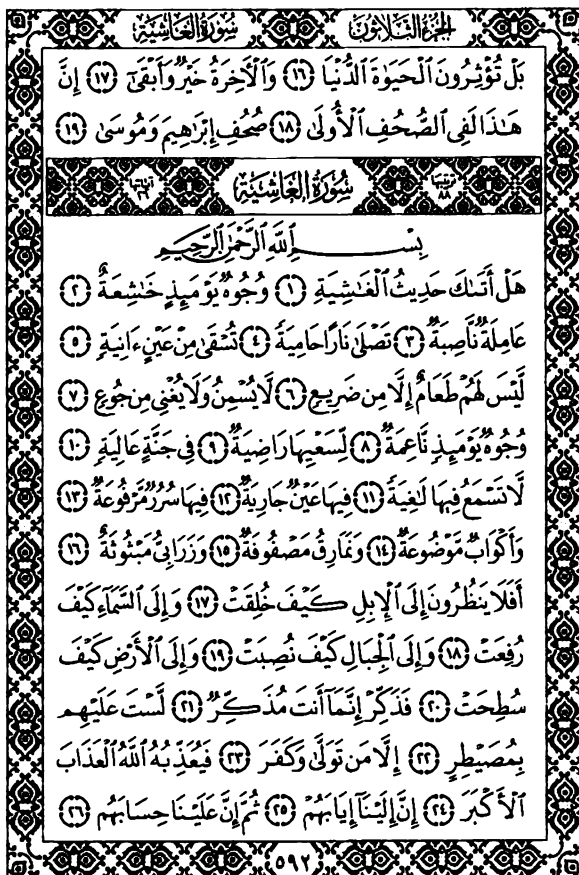 الجزء الثلاثون سورة الغاشية
بَلْ تُؤْثِرُونَ ٱلْحَيَوٰةَ ٱلدُّنْيَا ١٦ وَٱلْأَخِرَةُ خَيْرٌ وَأَبْقَىٰٓ ١٧ إِنَّ
هَٰذَا لَفِى ٱلصُّحُفِ ٱلْأُولَىٰ ١٨ صُحُفِ إِبْرَٰهِيمَ وَمُوسَىٰ ١٩
ترتيبها ٨٨ سُورَةُ ٱلْغَاشِيَةِ آياتها ٢٦
بِسْمِ ٱللَّهِ ٱلرَّحْمَٰنِ ٱلرَّحِيمِ
هَلْ أَتَىٰكَ حَدِيثُ ٱلْغَٰشِيَةِ ١ وُجُوهٌ يَوْمَئِذٍ خَٰشِعَةٌ ٢
عَامِلَةٌ نَّاصِبَةٌ ٣ تَصْلَىٰ نَارًا حَامِيَةً ٤ تُسْقَىٰ مِنْ عَيْنٍ ءَانِيَةٍ ٥
لَّيْسَ لَهُمْ طَعَامٌ إِلَّا مِن ضَرِيعٍ ٦ لَّا يُسْمِنُ وَلَا يُغْنِى مِن جُوعٍ ٧
وُجُوهٌ يَوْمَئِذٍ نَّاعِمَةٌ ٨ لِّسَعْيِهَا رَاضِيَةٌ ٩ فِى جَنَّةٍ عَالِيَةٍ ١٠
لَّا تَسْمَعُ فِيهَا لَٰغِيَةً ١١ فِيهَا عَيْنٌ جَارِيَةٌ ١٢ فِيهَا سُرُرٌ مَّرْفُوعَةٌ ١٣
وَأَكْوَابٌ مَّوْضُوعَةٌ ١٤ وَنَمَارِقُ مَصْفُوفَةٌ ١٥ وَزَرَابِىُّ مَبْثُوثَةٌ ١٦
أَفَلَا يَنظُرُونَ إِلَى ٱلْإِبِلِ كَيْفَ خُلِقَتْ ١٧ وَإِلَى ٱلسَّمَآءِ كَيْفَ
رُفِعَتْ ١٨ وَإِلَى ٱلْجِبَالِ كَيْفَ نُصِبَتْ ١٩ وَإِلَى ٱلْأَرْضِ كَيْفَ
سُطِحَتْ ٢٠ فَذَكِّرْ إِنَّمَآ أَنتَ مُذَكِّرٌ ٢١ لَّسْتَ عَلَيْهِم
بِمُصَيْطِرٍ ٢٢ إِلَّا مَن تَوَلَّىٰ وَكَفَرَ ٢٣ فَيُعَذِّبُهُ ٱللَّهُ ٱلْعَذَابَ
ٱلْأَكْبَرَ ٢٤ إِنَّ إِلَيْنَآ إِيَابَهُمْ ٢٥ ثُمَّ إِنَّ عَلَيْنَا حِسَابَهُم ٢٦
٥٩٢